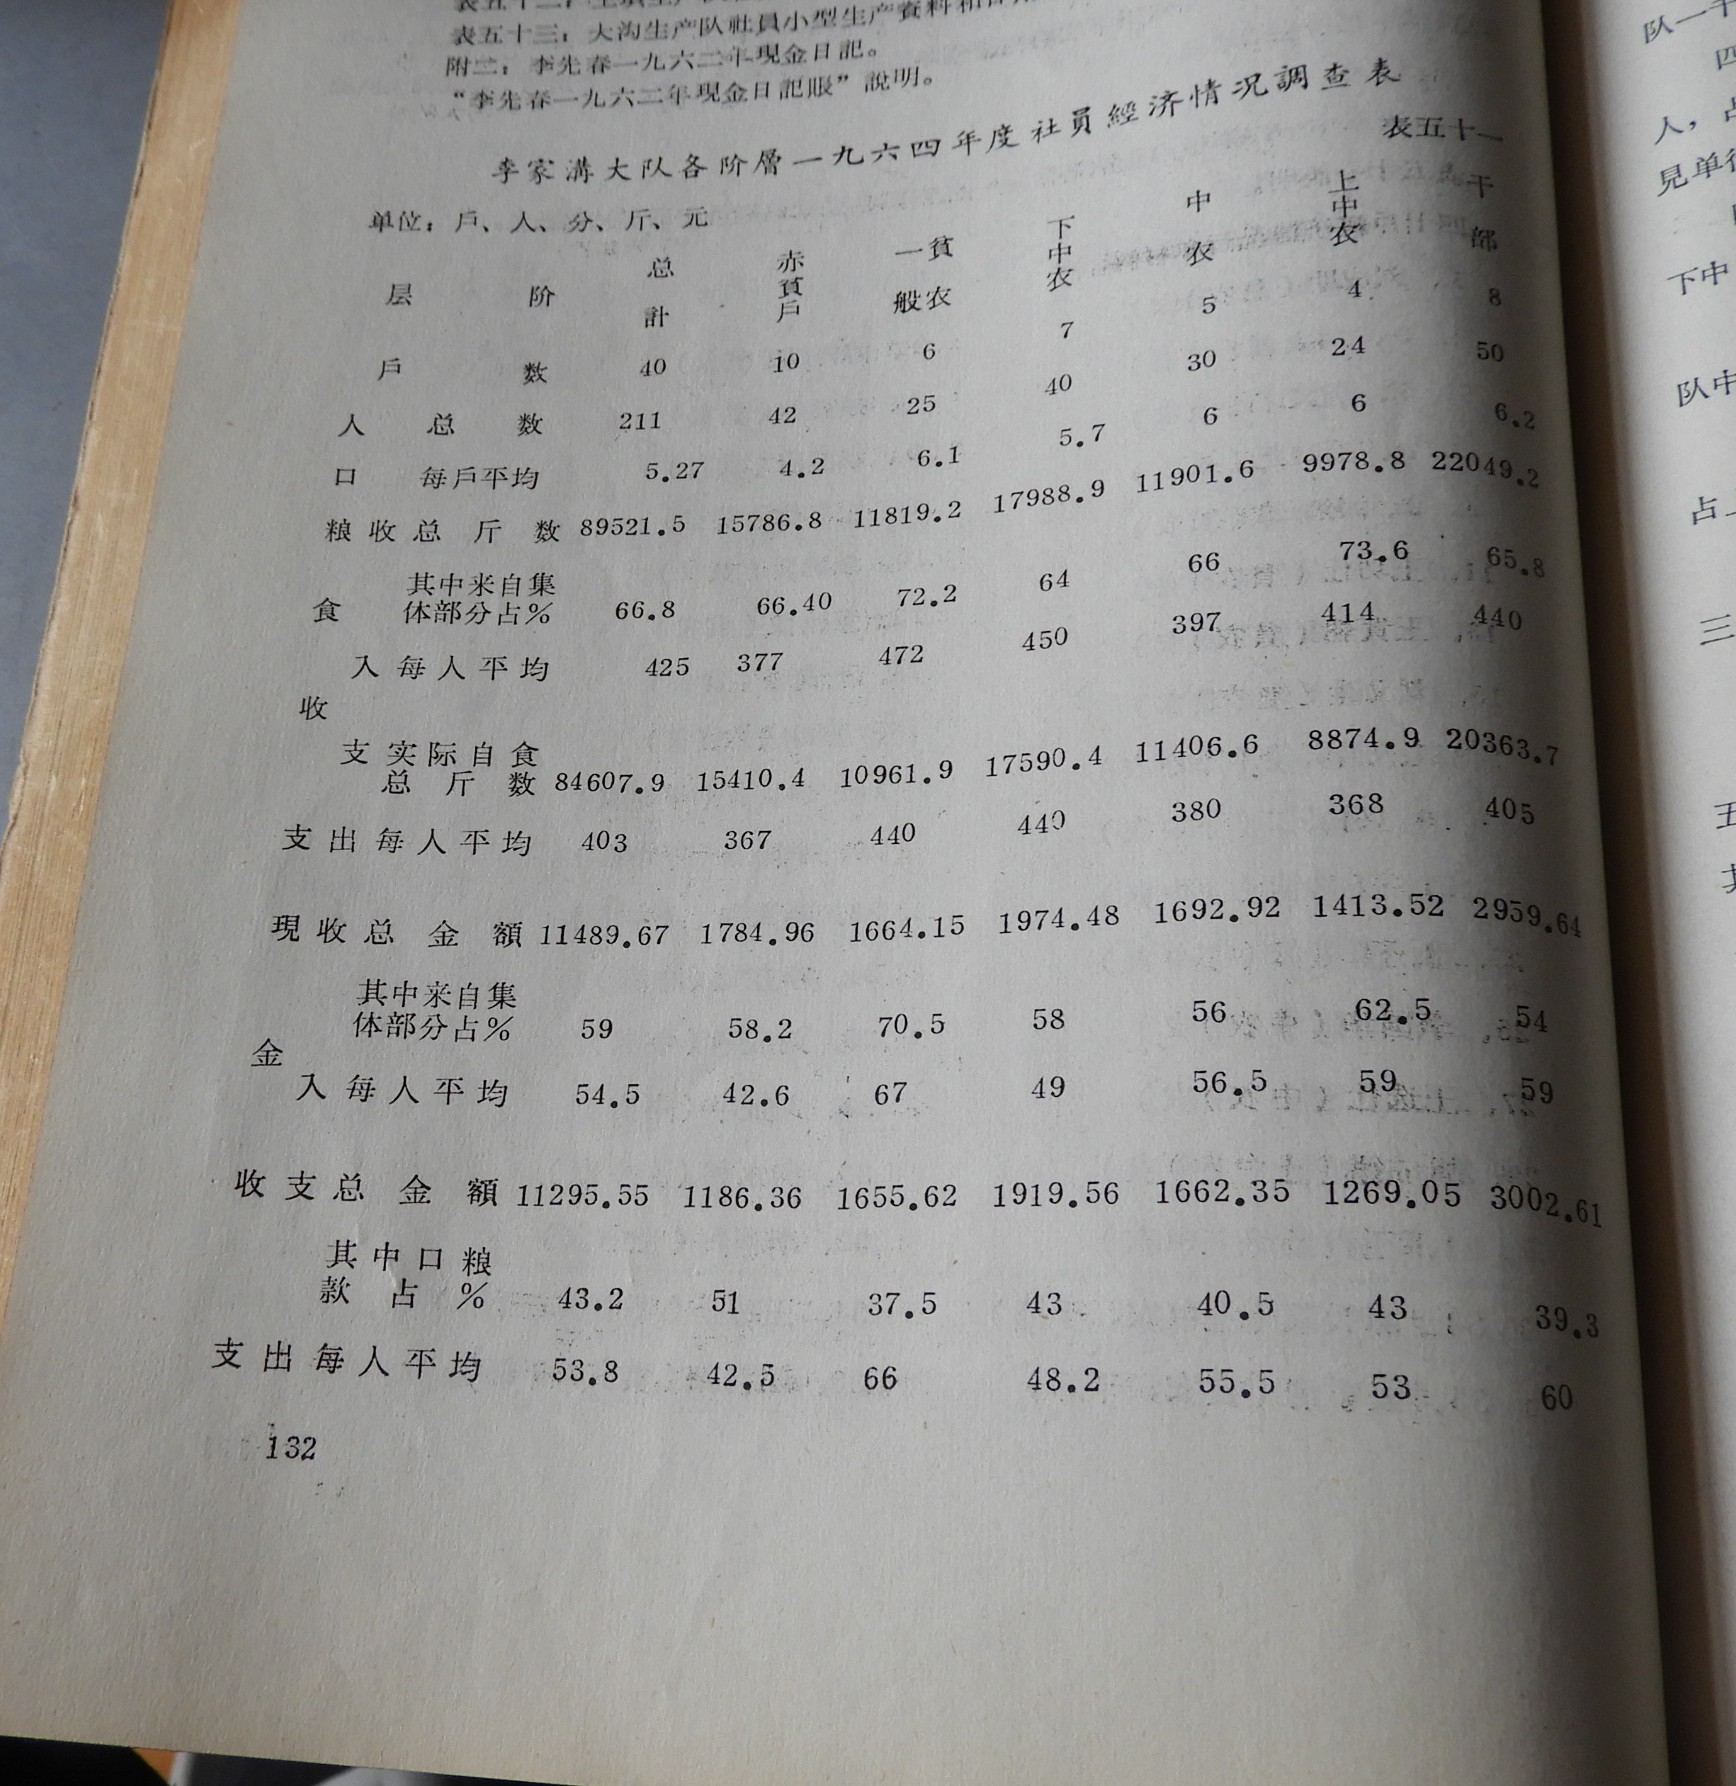 表五十三：大沟生产队社員小型生产資料和
附二：李先春一九六二年現金日記。
“李先春一九六二年現金日記賬”說明。
李家溝大队各阶層一九六四年度社員經济情况調查表
表五十一
单位：戶、人、分、斤、元
层 阶 总計 赤貧戶 一般貧农 下中农 中农 上中农 干部
戶 数 40 10 6 7 5 4 8
人 总 数 211 42 25 40 30 24 50
口 每戶平均 5.27 4.2 6.1 5.7 6 6 6.2
粮 收 总 斤 数 89521.5 15786.8 11819.2 17988.9 11901.6 9978.8 22049.2
其中来自集
食 体部分占% 66.8 66.40 72.2 64 66 73.6 65.8
入 每 人 平 均 425 377 472 450 397 414 440
收
支 实 际 自 食
总 斤 数 84607.9 15410.4 10961.9 17590.4 11406.6 8874.9 20363.7
支 出 每 人 平 均 403 367 440 440 380 368 405
現 收 总 金 額 11489.67 1784.96 1664.15 1974.48 1692.92 1413.52 2959.64
其中来自集
体部分占% 59 58.2 70.5 58 56 62.5 54
金
入 每 人 平 均 54.5 42.6 67 49 56.5 59 59
收 支 总 金 額 11295.55 1186.36 1655.62 1919.56 1662.35 1269.05 3002.61
其 中 口 粮
款 占 % 43.2 51 37.5 43 40.5 43 39.3
支 出 每 人 平 均 53.8 42.5 66 48.2 55.5 53 60
132
队一
四
人，占
見单
下中
队中
占
三
五